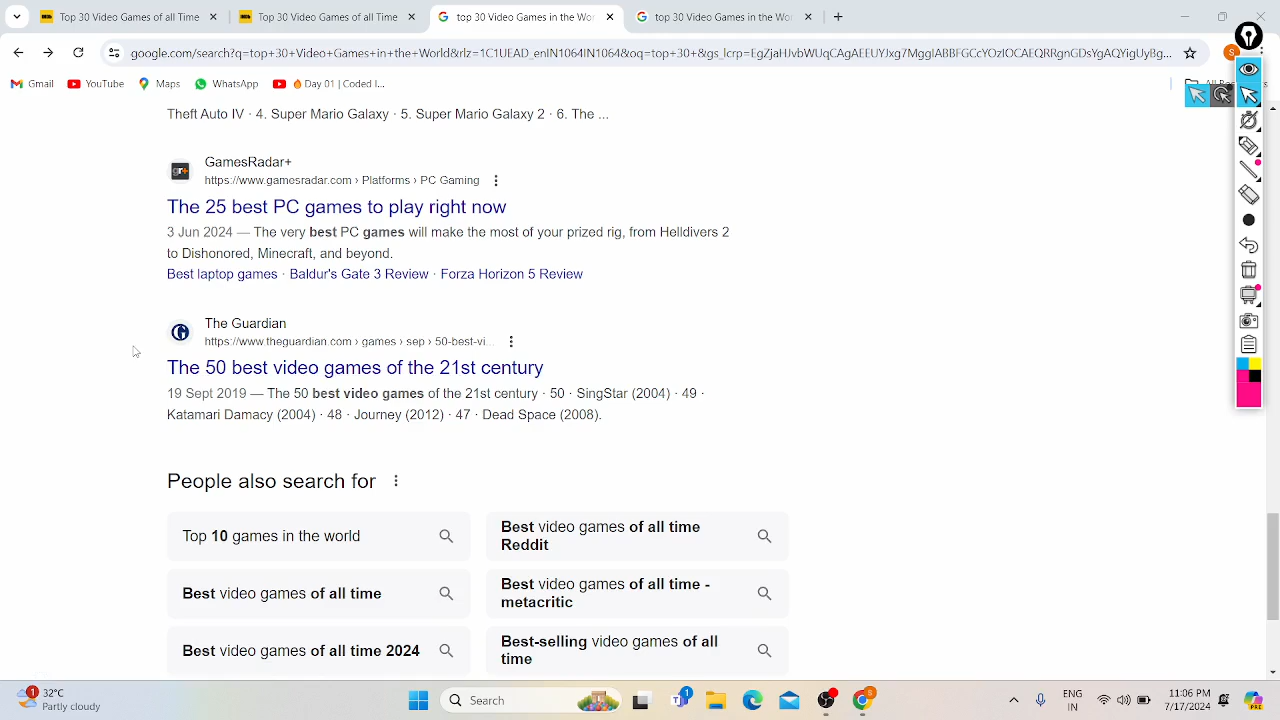 Top 30 Video Games of All Time
Top 30 Video Games of All Time
top 30 Video Games in the Wor
top 30 Video Games in the Wor
google.com/search?q=top+30+Video+Games+in+the+World&rlz=1C1UEAD_enIN1064IN1064&oq=top+30+&gs_lcrp=EgZjaHJvbWUqCAgAEEUYJxg7MggIABBFGCcYOzIOCAEQRRgnGDsYgAQYigUyBg...
Gmail
YouTube
Maps
WhatsApp
🔥Day 01 | Coded I...
Theft Auto IV · 4. Super Mario Galaxy · 5. Super Mario Galaxy 2 · 6. The ...
gr+
GamesRadar+
https://www.gamesradar.com › Platforms › PC Gaming
The 25 best PC games to play right now
3 Jun 2024 — The very best PC games will make the most of your prized rig, from Helldivers 2
to Dishonored, Minecraft, and beyond.
Best laptop games · Baldur's Gate 3 Review · Forza Horizon 5 Review
The Guardian
https://www.theguardian.com › games › sep › 50-best-vi...
The 50 best video games of the 21st century
19 Sept 2019 — The 50 best video games of the 21st century · 50 · SingStar (2004) · 49 ·
Katamari Damacy (2004) · 48 · Journey (2012) · 47 · Dead Space (2008).
People also search for
Top 10 games in the world
Best video games of all time
Reddit
Best video games of all time
Best video games of all time -
metacritic
Best video games of all time 2024
Best-selling video games of all
time
1
32°C
Partly cloudy
Search
1
ENG
IN
11:06 PM
7/17/2024